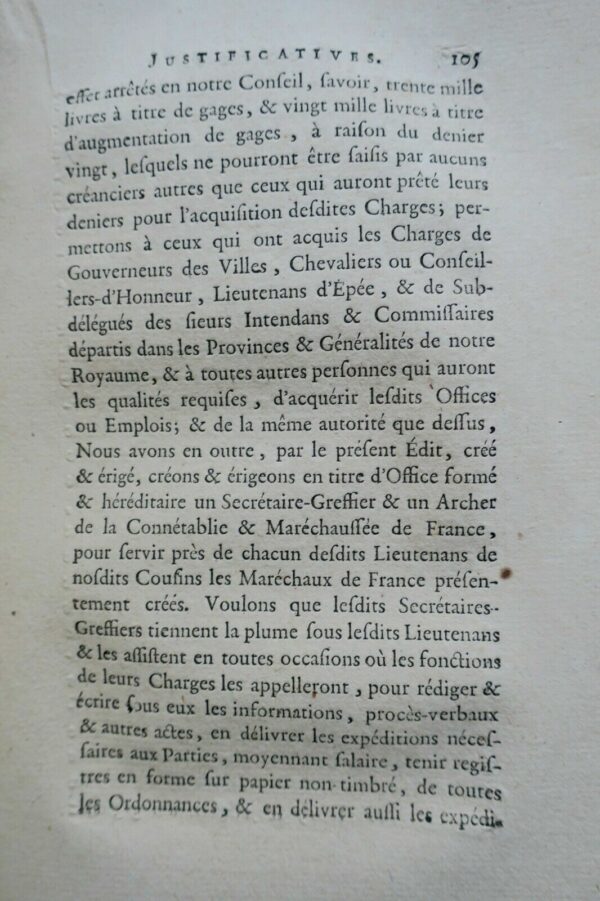 JUSTIFICATIVES. 105
effet arrêtés en notre Conſeil, ſavoir, trente mille
livres à titre de gages, & vingt mille livres à titre
d'augmentation de gages, à raiſon du denier
vingt, leſquels ne pourront être ſaiſis par aucuns
créanciers autres que ceux qui auront prêté leurs
deniers pour l'acquiſition deſdites Charges; per-
mettons à ceux qui ont acquis les Charges de
Gouverneurs des Villes, Chevaliers ou Conſeil-
lers-d'Honneur, Lieutenans d'Épée, & de Sub-
délégués des ſieurs Intendans & Commiſſaires
départis dans les Provinces & Généralités de notre
Royaume, & à toutes autres perſonnes qui auront
les qualités requiſes, d'acquérir leſdits Offices
ou Emplois; & de la même autorité que deſſus,
Nous avons en outre, par le préſent Édit, créé
& érigé, créons & érigeons en titre d'Office formé
& héréditaire un Secrétaire-Greffier & un Archer
de la Connétablie & Maréchauſſée de France,
pour ſervir près de chacun deſdits Lieutenans de
noſdits Couſins les Maréchaux de France préſen-
tement créés. Voulons que leſdits Secrétaires-
Greffiers tiennent la plume ſous leſdits Lieutenans
& les aſſiſtent en toutes occaſions où les fonctions
de leurs Charges les appelleront, pour rédiger &
écrire ſous eux les informations, procès-verbaux
& autres actes, en délivrer les expéditions néceſ-
ſaires aux Parties, moyennant ſalaire, tenir regiſ-
tres en forme ſur papier non-timbré, de toutes
les Ordonnances, & en délivrer auſſi les expédi-